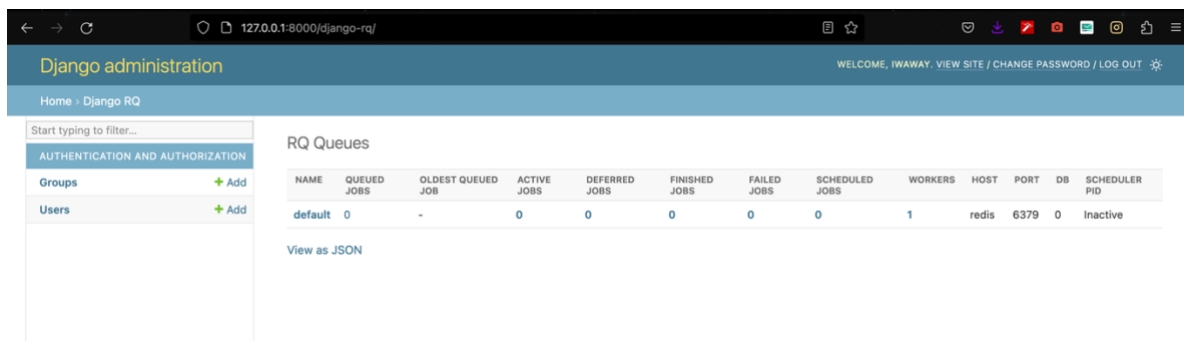 127.0.0.1:8000/django-rq/
Django administration
WELCOME, IWAWAY. VIEW SITE / CHANGE PASSWORD / LOG OUT
Home › Django RQ
Start typing to filter...
AUTHENTICATION AND AUTHORIZATION
Groups + Add
Users + Add
RQ Queues
NAME QUEUED JOBS OLDEST QUEUED JOB ACTIVE JOBS DEFERRED JOBS FINISHED JOBS FAILED JOBS SCHEDULED JOBS WORKERS HOST PORT DB SCHEDULER PID
default 0 - 0 0 0 0 0 1 redis 6379 0 Inactive
View as JSON